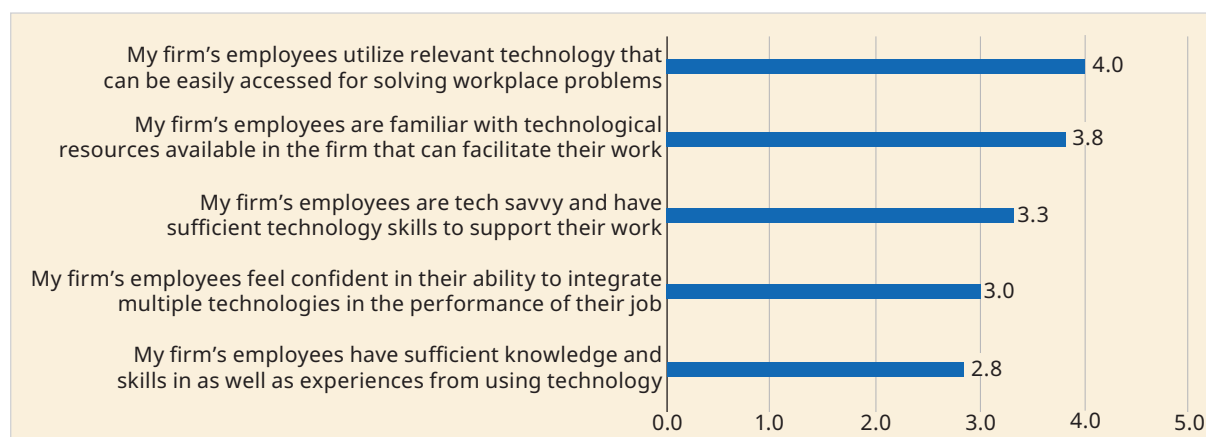 My firm’s employees utilize relevant technology that
can be easily accessed for solving workplace problems
4.0
My firm’s employees are familiar with technological
resources available in the firm that can facilitate their work
3.8
My firm’s employees are tech savvy and have
sufficient technology skills to support their work
3.3
My firm’s employees feel confident in their ability to integrate
multiple technologies in the performance of their job
3.0
My firm’s employees have sufficient knowledge and
skills in as well as experiences from using technology
2.8
0.0 1.0 2.0 3.0 4.0 5.0